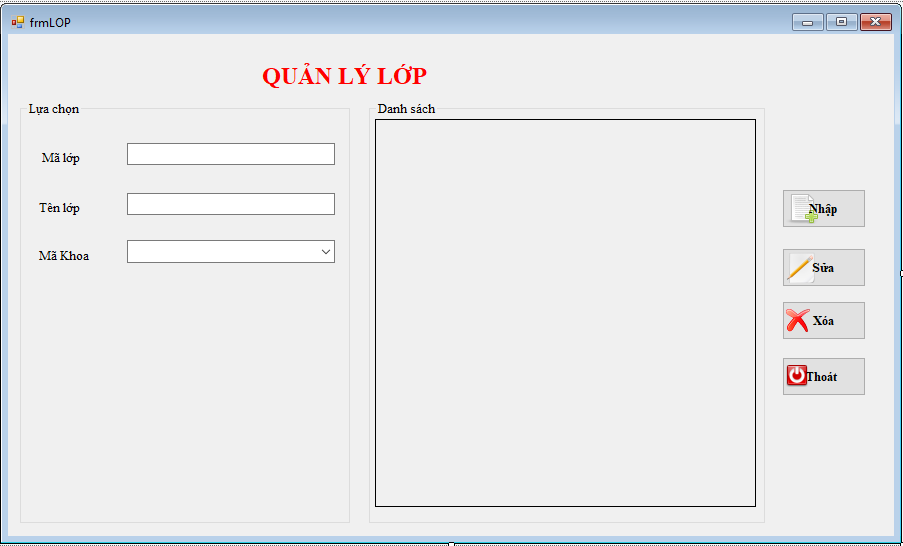 frmLOP
QUẢN LÝ LỚP
Lựa chọn
Mã lớp
Tên lớp
Mã Khoa
Danh sách
Nhập
Sửa
Xóa
Thoát